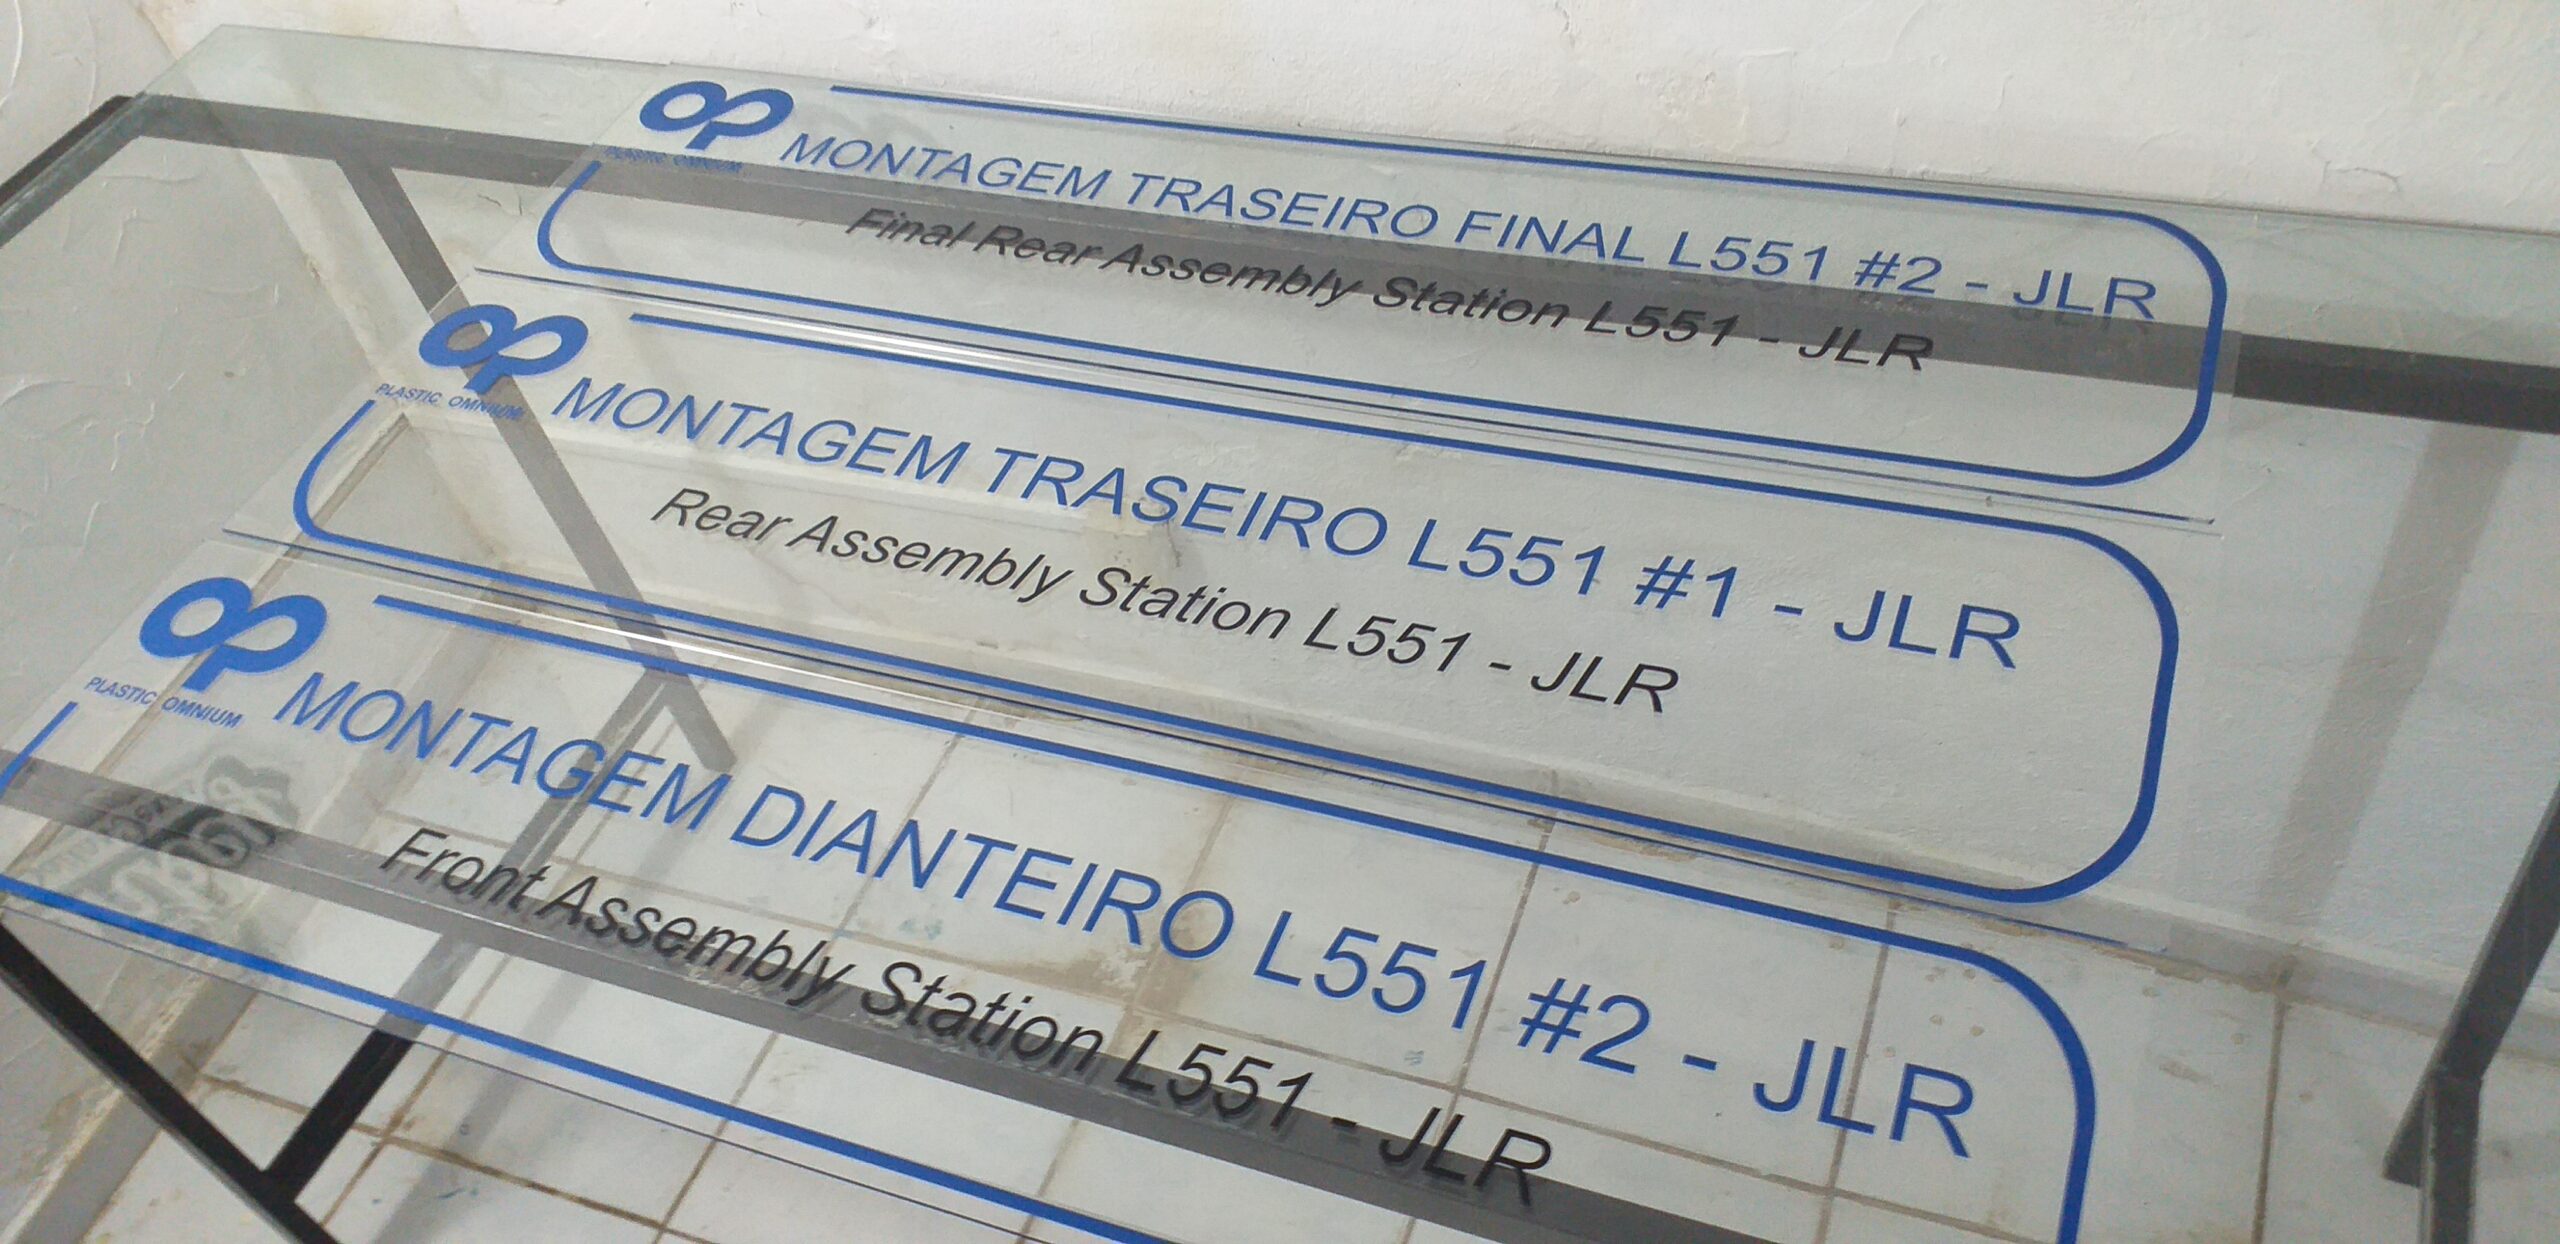 OP
PLASTIC OMNIUM
MONTAGEM TRASEIRO FINAL L551 #2 - JLR
Final Rear Assembly Station L551 - JLR
OP
PLASTIC OMNIUM
MONTAGEM TRASEIRO L551 #1 - JLR
Rear Assembly Station L551 - JLR
OP
PLASTIC OMNIUM
MONTAGEM DIANTEIRO L551 #2 - JLR
Front Assembly Station L551 - JLR